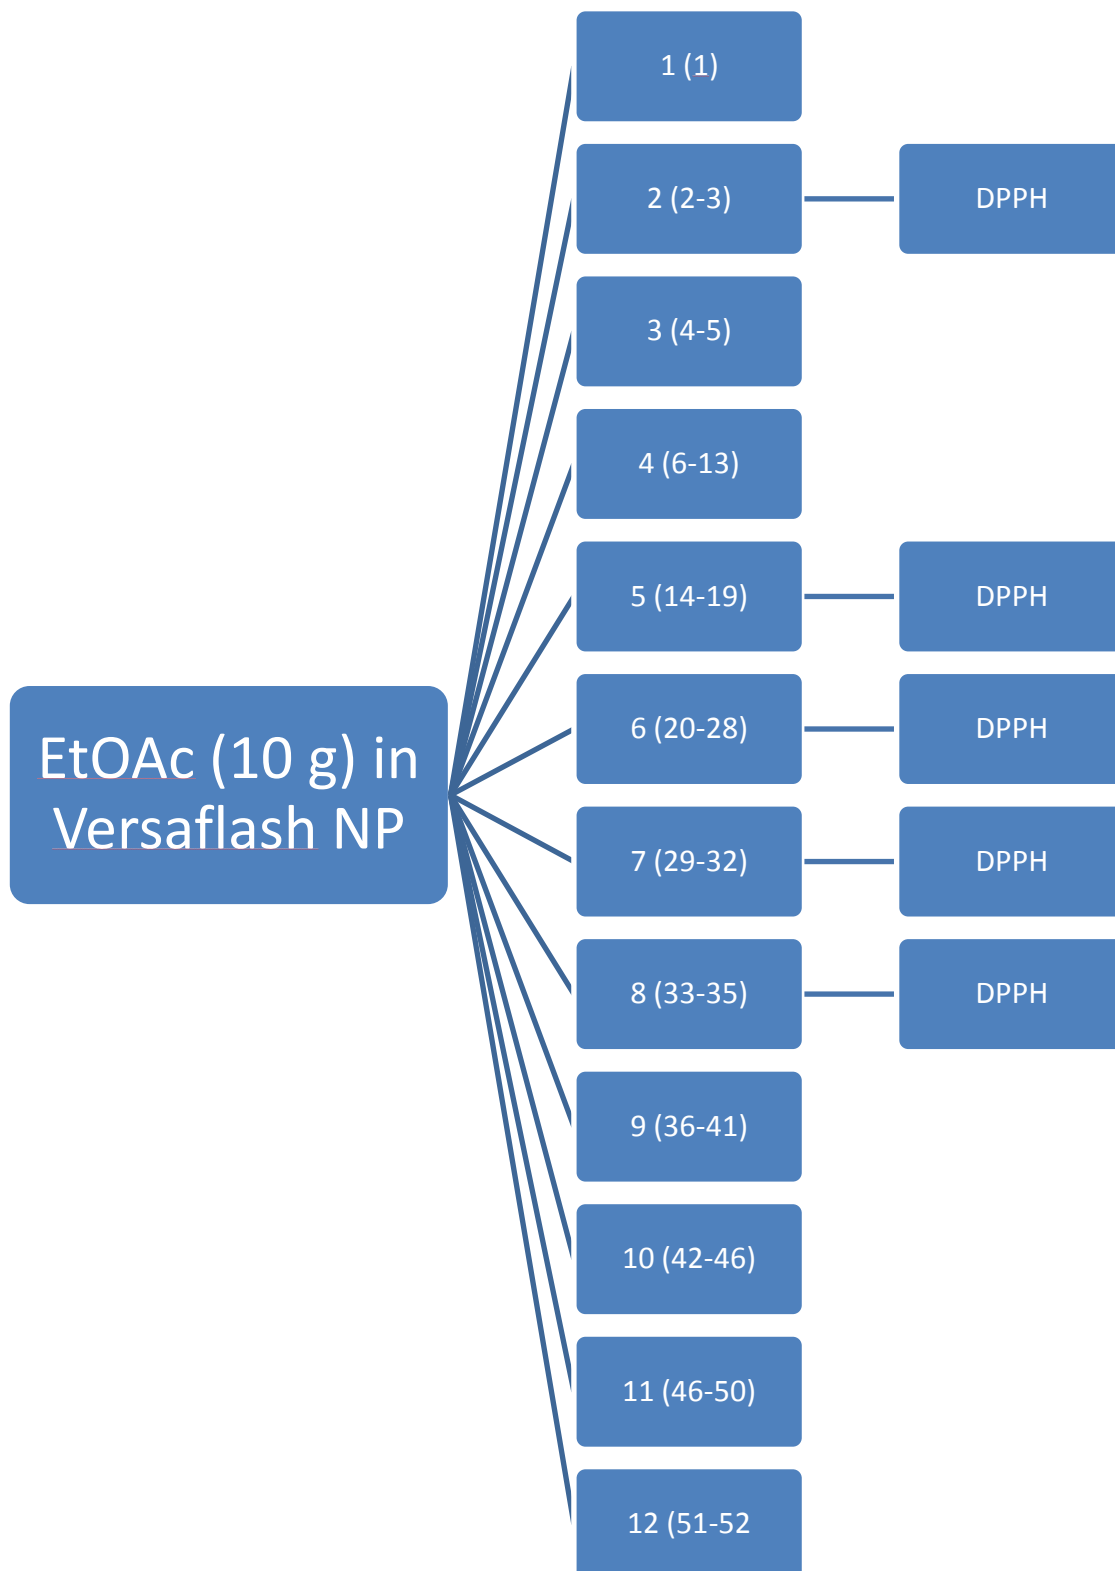 1 (1)
2 (2-3)
DPPH
3 (4-5)
4 (6-13)
5 (14-19)
DPPH
6 (20-28)
DPPH
EtOAc (10 g) in
Versaflash NP
7 (29-32)
DPPH
8 (33-35)
DPPH
9 (36-41)
10 (42-46)
11 (46-50)
12 (51-52